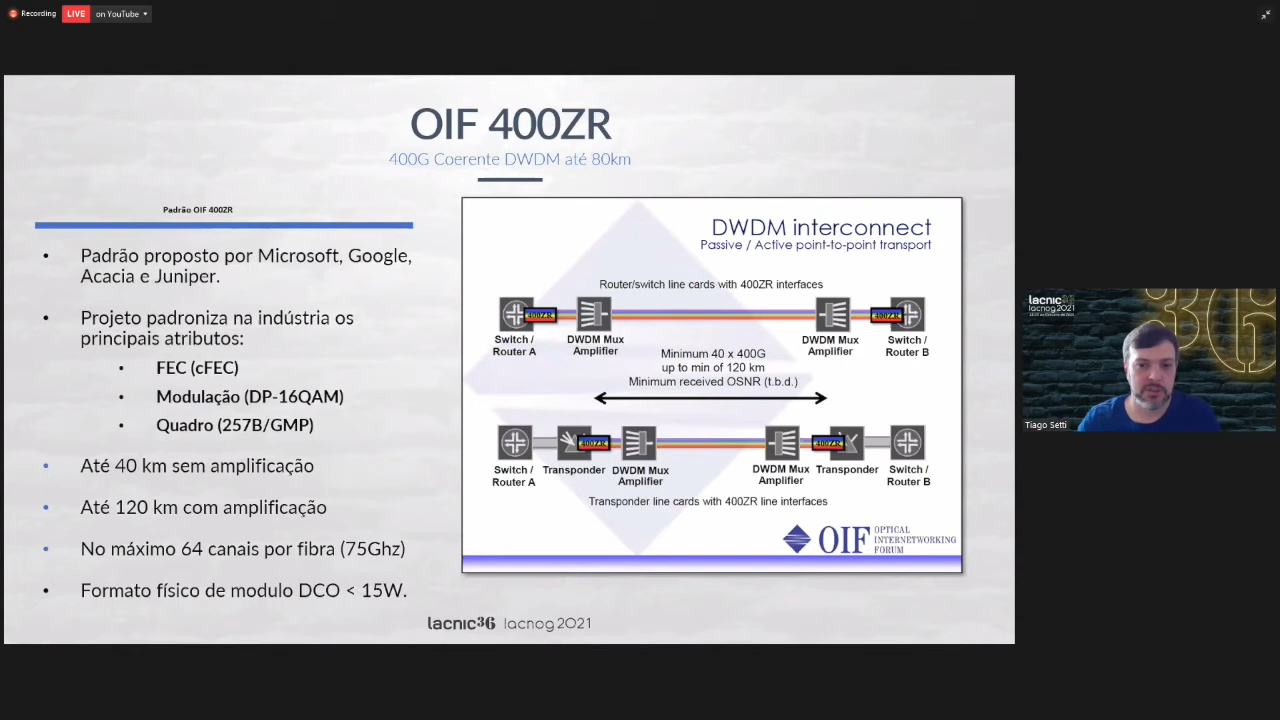 Recording
LIVE
on YouTube
OIF 400ZR
400G Coerente DWDM até 80km
Padrão OIF 400ZR
• Padrão proposto por Microsoft, Google,
Acacia e Juniper.
• Projeto padroniza na indústria os
principais atributos:
• FEC (cFEC)
• Modulação (DP-16QAM)
• Quadro (257B/GMP)
• Até 40 km sem amplificação
• Até 120 km com amplificação
• No máximo 64 canais por fibra (75Ghz)
• Formato físico de modulo DCO < 15W.
DWDM interconnect
Passive / Active point-to-point transport
Router/switch line cards with 400ZR interfaces
400ZR
400ZR
Switch /
Router A
DWDM Mux
Amplifier
DWDM Mux
Amplifier
Switch /
Router B
Minimum 40 x 400G
up to min of 120 km
Minimum received OSNR (t.b.d.)
400ZR
400ZR
Switch /
Router A
Transponder
DWDM Mux
Amplifier
DWDM Mux
Amplifier
Transponder
Switch /
Router B
Transponder line cards with 400ZR line interfaces
OIF
OPTICAL
INTERNETWORKING
FORUM
lacnic36 lacnog2021
lacnic36
lacnog2021
36
Tiago Setti